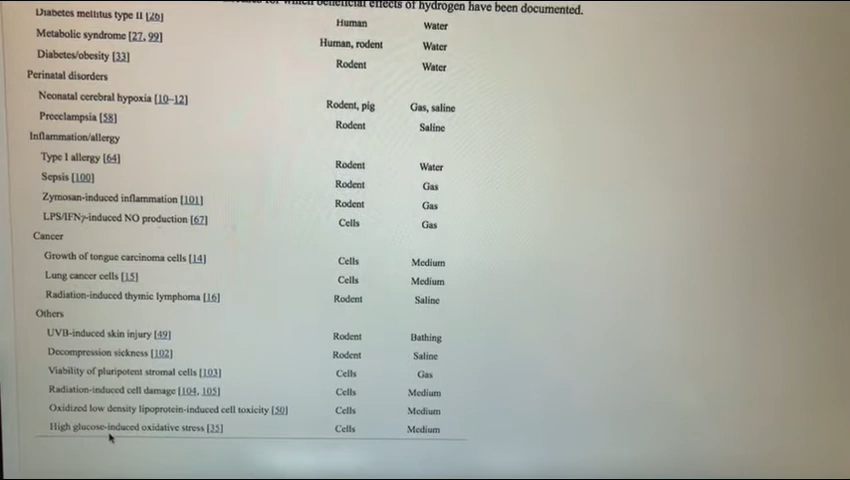 for which beneficial effects of hydrogen have been documented.
Diabetes mellitus type II [26] Human Water
Metabolic syndrome [27, 99] Human, rodent Water
Diabetes/obesity [33] Rodent Water
Perinatal disorders
Neonatal cerebral hypoxia [10–12] Rodent, pig Gas, saline
Preeclampsia [58] Rodent Saline
Inflammation/allergy
Type I allergy [64] Rodent Water
Sepsis [100] Rodent Gas
Zymosan-induced inflammation [101] Rodent Gas
LPS/IFNγ-induced NO production [67] Cells Gas
Cancer
Growth of tongue carcinoma cells [14] Cells Medium
Lung cancer cells [15] Cells Medium
Radiation-induced thymic lymphoma [16] Rodent Saline
Others
UVB-induced skin injury [49] Rodent Bathing
Decompression sickness [102] Rodent Saline
Viability of pluripotent stromal cells [103] Cells Gas
Radiation-induced cell damage [104, 105] Cells Medium
Oxidized low density lipoprotein-induced cell toxicity [50] Cells Medium
High glucose-induced oxidative stress [35] Cells Medium